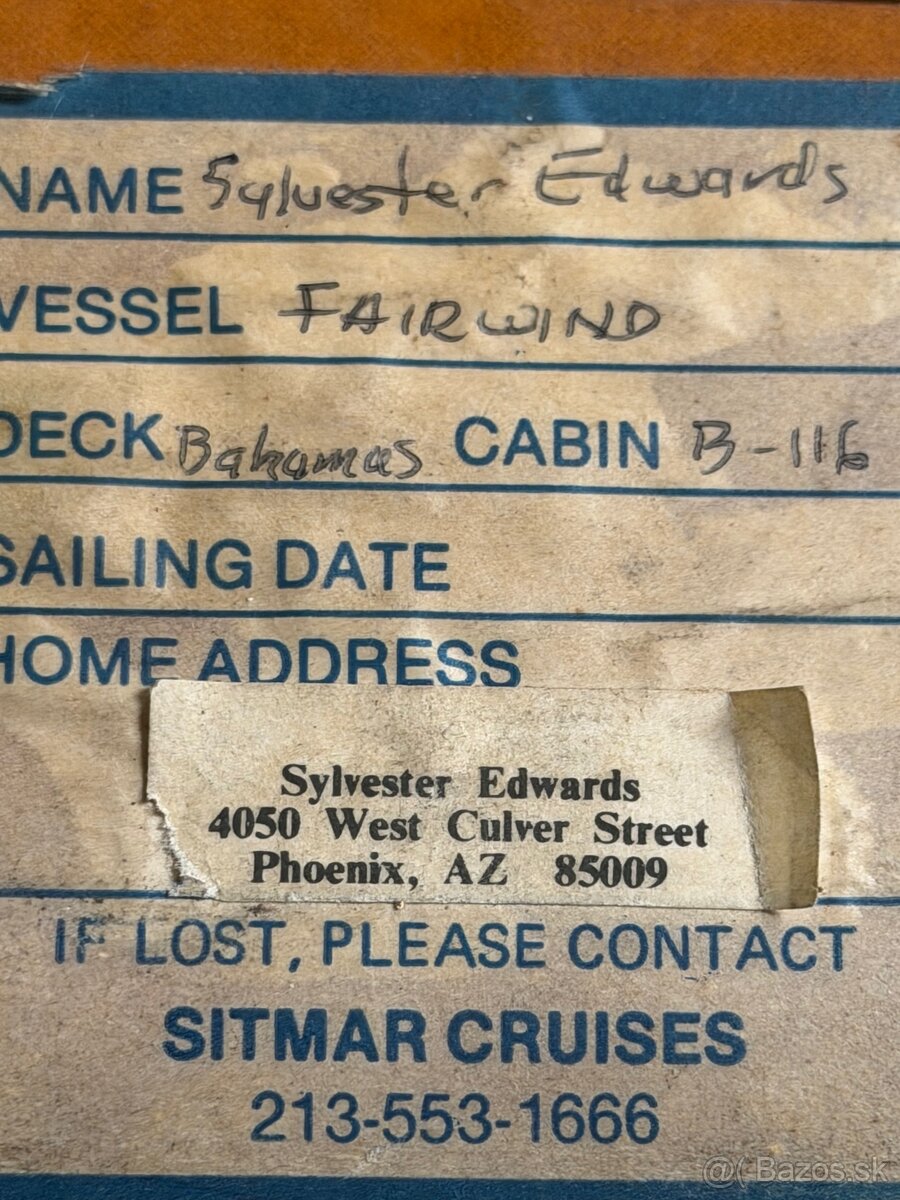 NAME Sylvester Edwards
VESSEL FAIRWIND
DECK Bahamas CABIN B-116
SAILING DATE
HOME ADDRESS
Sylvester Edwards
4050 West Culver Street
Phoenix, AZ 85009
IF LOST, PLEASE CONTACT
SITMAR CRUISES
213-553-1666
@( Bazos.sk